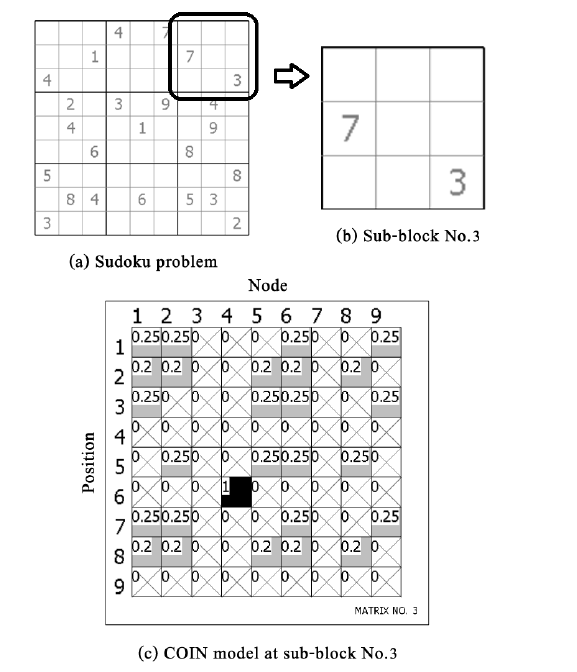 4 7
1 7
4 3
2 3 9 4
4 1 9
6 8
5 8
8 4 6 5 3
3 2
(a) Sudoku problem
7
3
(b) Sub-block No.3
Node
1 2 3 4 5 6 7 8 9
1 0.25 0.25 0 0 0 0.25 0 0 0.25
2 0.2 0.2 0 0 0.2 0.2 0 0.2 0
3 0.25 0 0 0 0.25 0.25 0 0 0.25
4 0 0 0 0 0 0 0 0 0
5 0 0.25 0 0 0.25 0.25 0 0.25 0
6 0 0 0 1 0 0 0 0 0
7 0.25 0.25 0 0 0 0.25 0 0 0.25
8 0.2 0.2 0 0 0.2 0.2 0 0.2 0
9 0 0 0 0 0 0 0 0 0
Position
MATRIX NO. 3
(c) COIN model at sub-block No.3